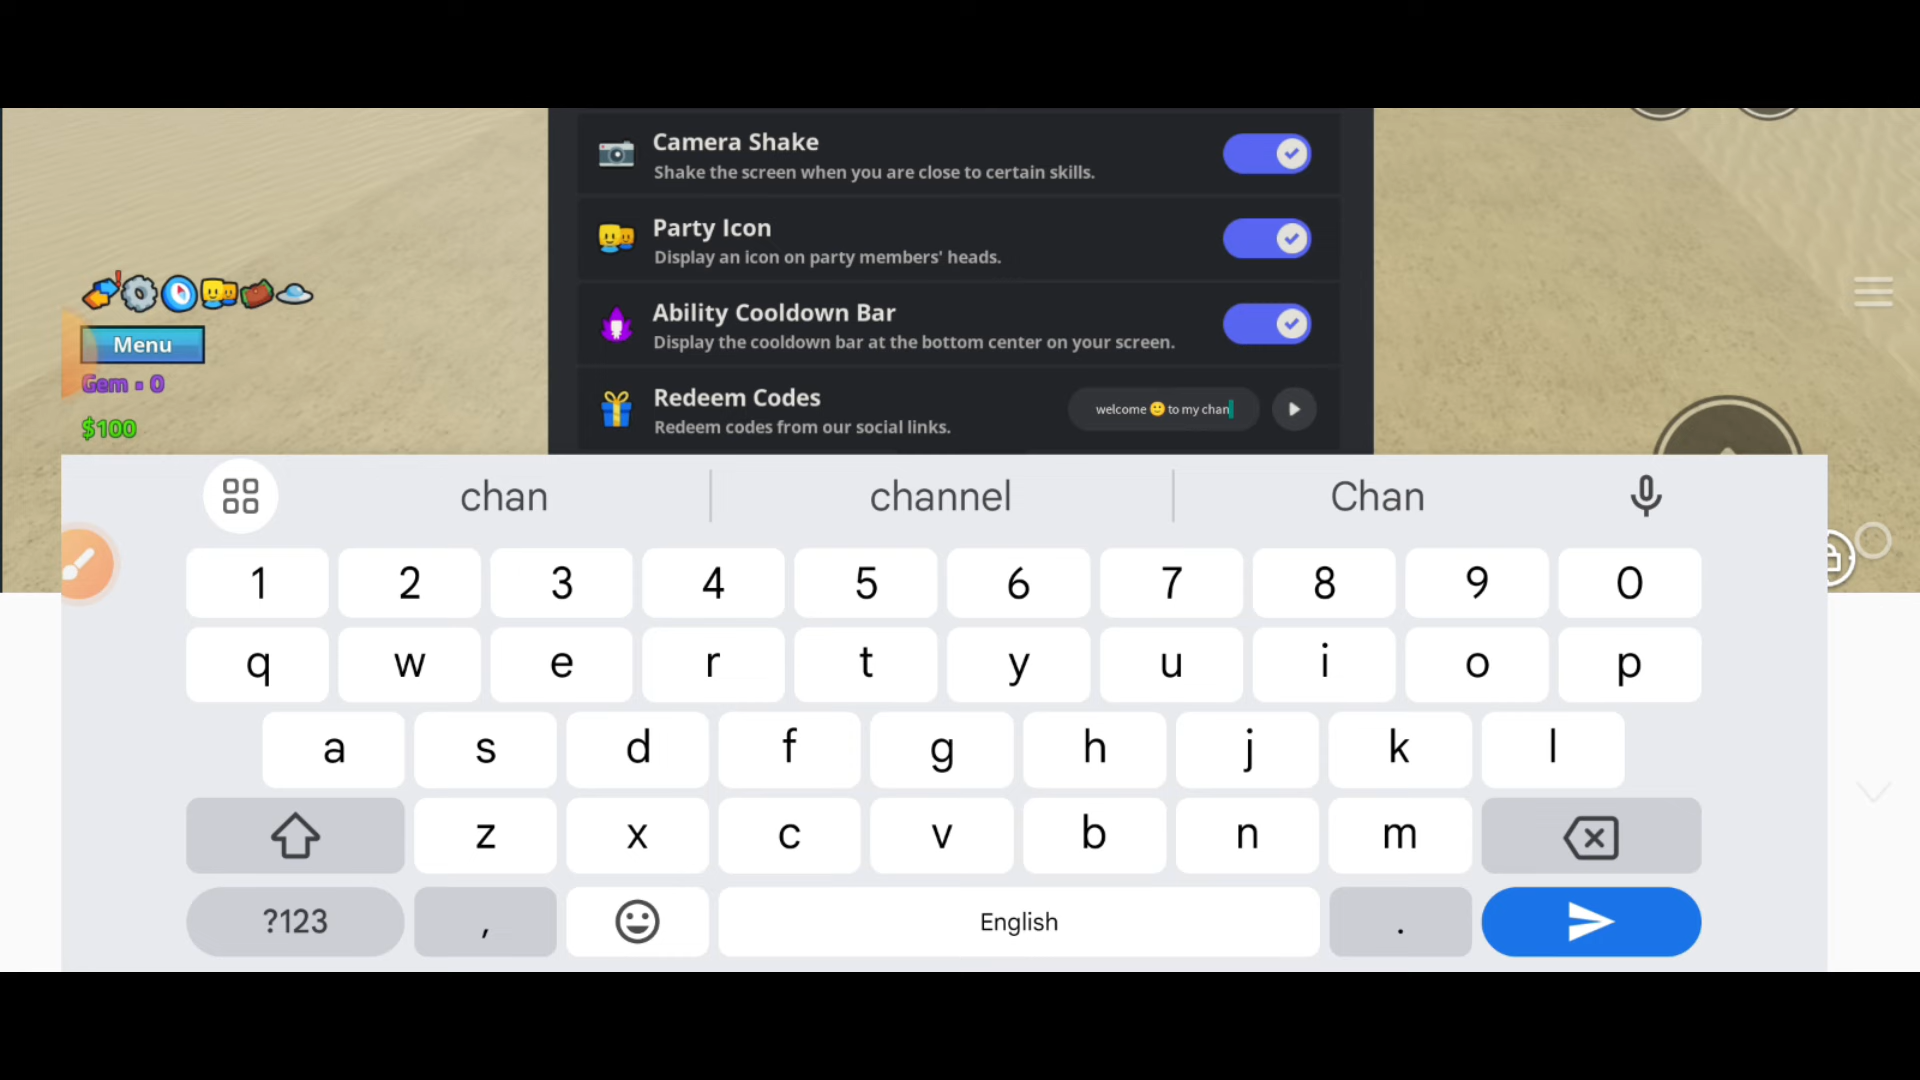 Camera Shake
Shake the screen when you are close to certain skills.
Party Icon
Display an icon on party members' heads.
Ability Cooldown Bar
Display the cooldown bar at the bottom center on your screen.
Redeem Codes
Redeem codes from our social links.
welcome 🙂 to my chan
Menu
Gem • 0
$100
chan channel Chan
1 2 3 4 5 6 7 8 9 0
q w e r t y u i o p
a s d f g h j k l
z x c v b n m
?123 , English .